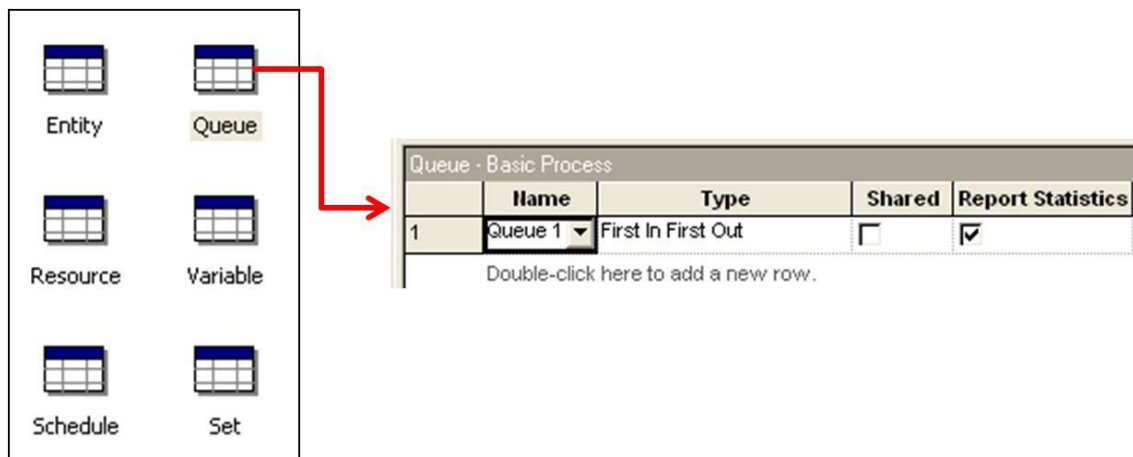 Entity Queue
Resource Variable
Schedule Set
Queue - Basic Process
Name Type Shared Report Statistics
1 Queue 1 First In First Out
Double-click here to add a new row.